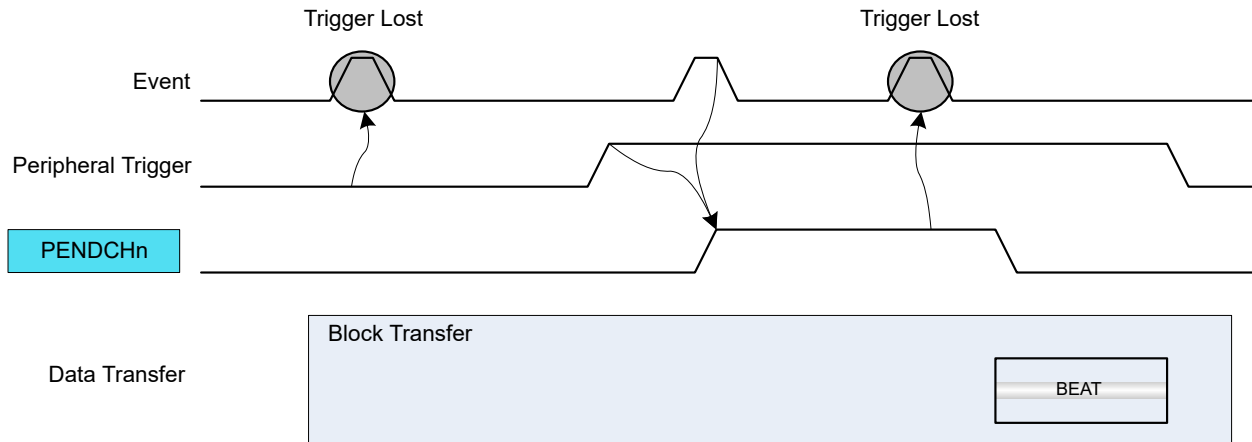 Trigger Lost
Trigger Lost
Event
Peripheral Trigger
PENDCHn
Block Transfer
Data Transfer
BEAT